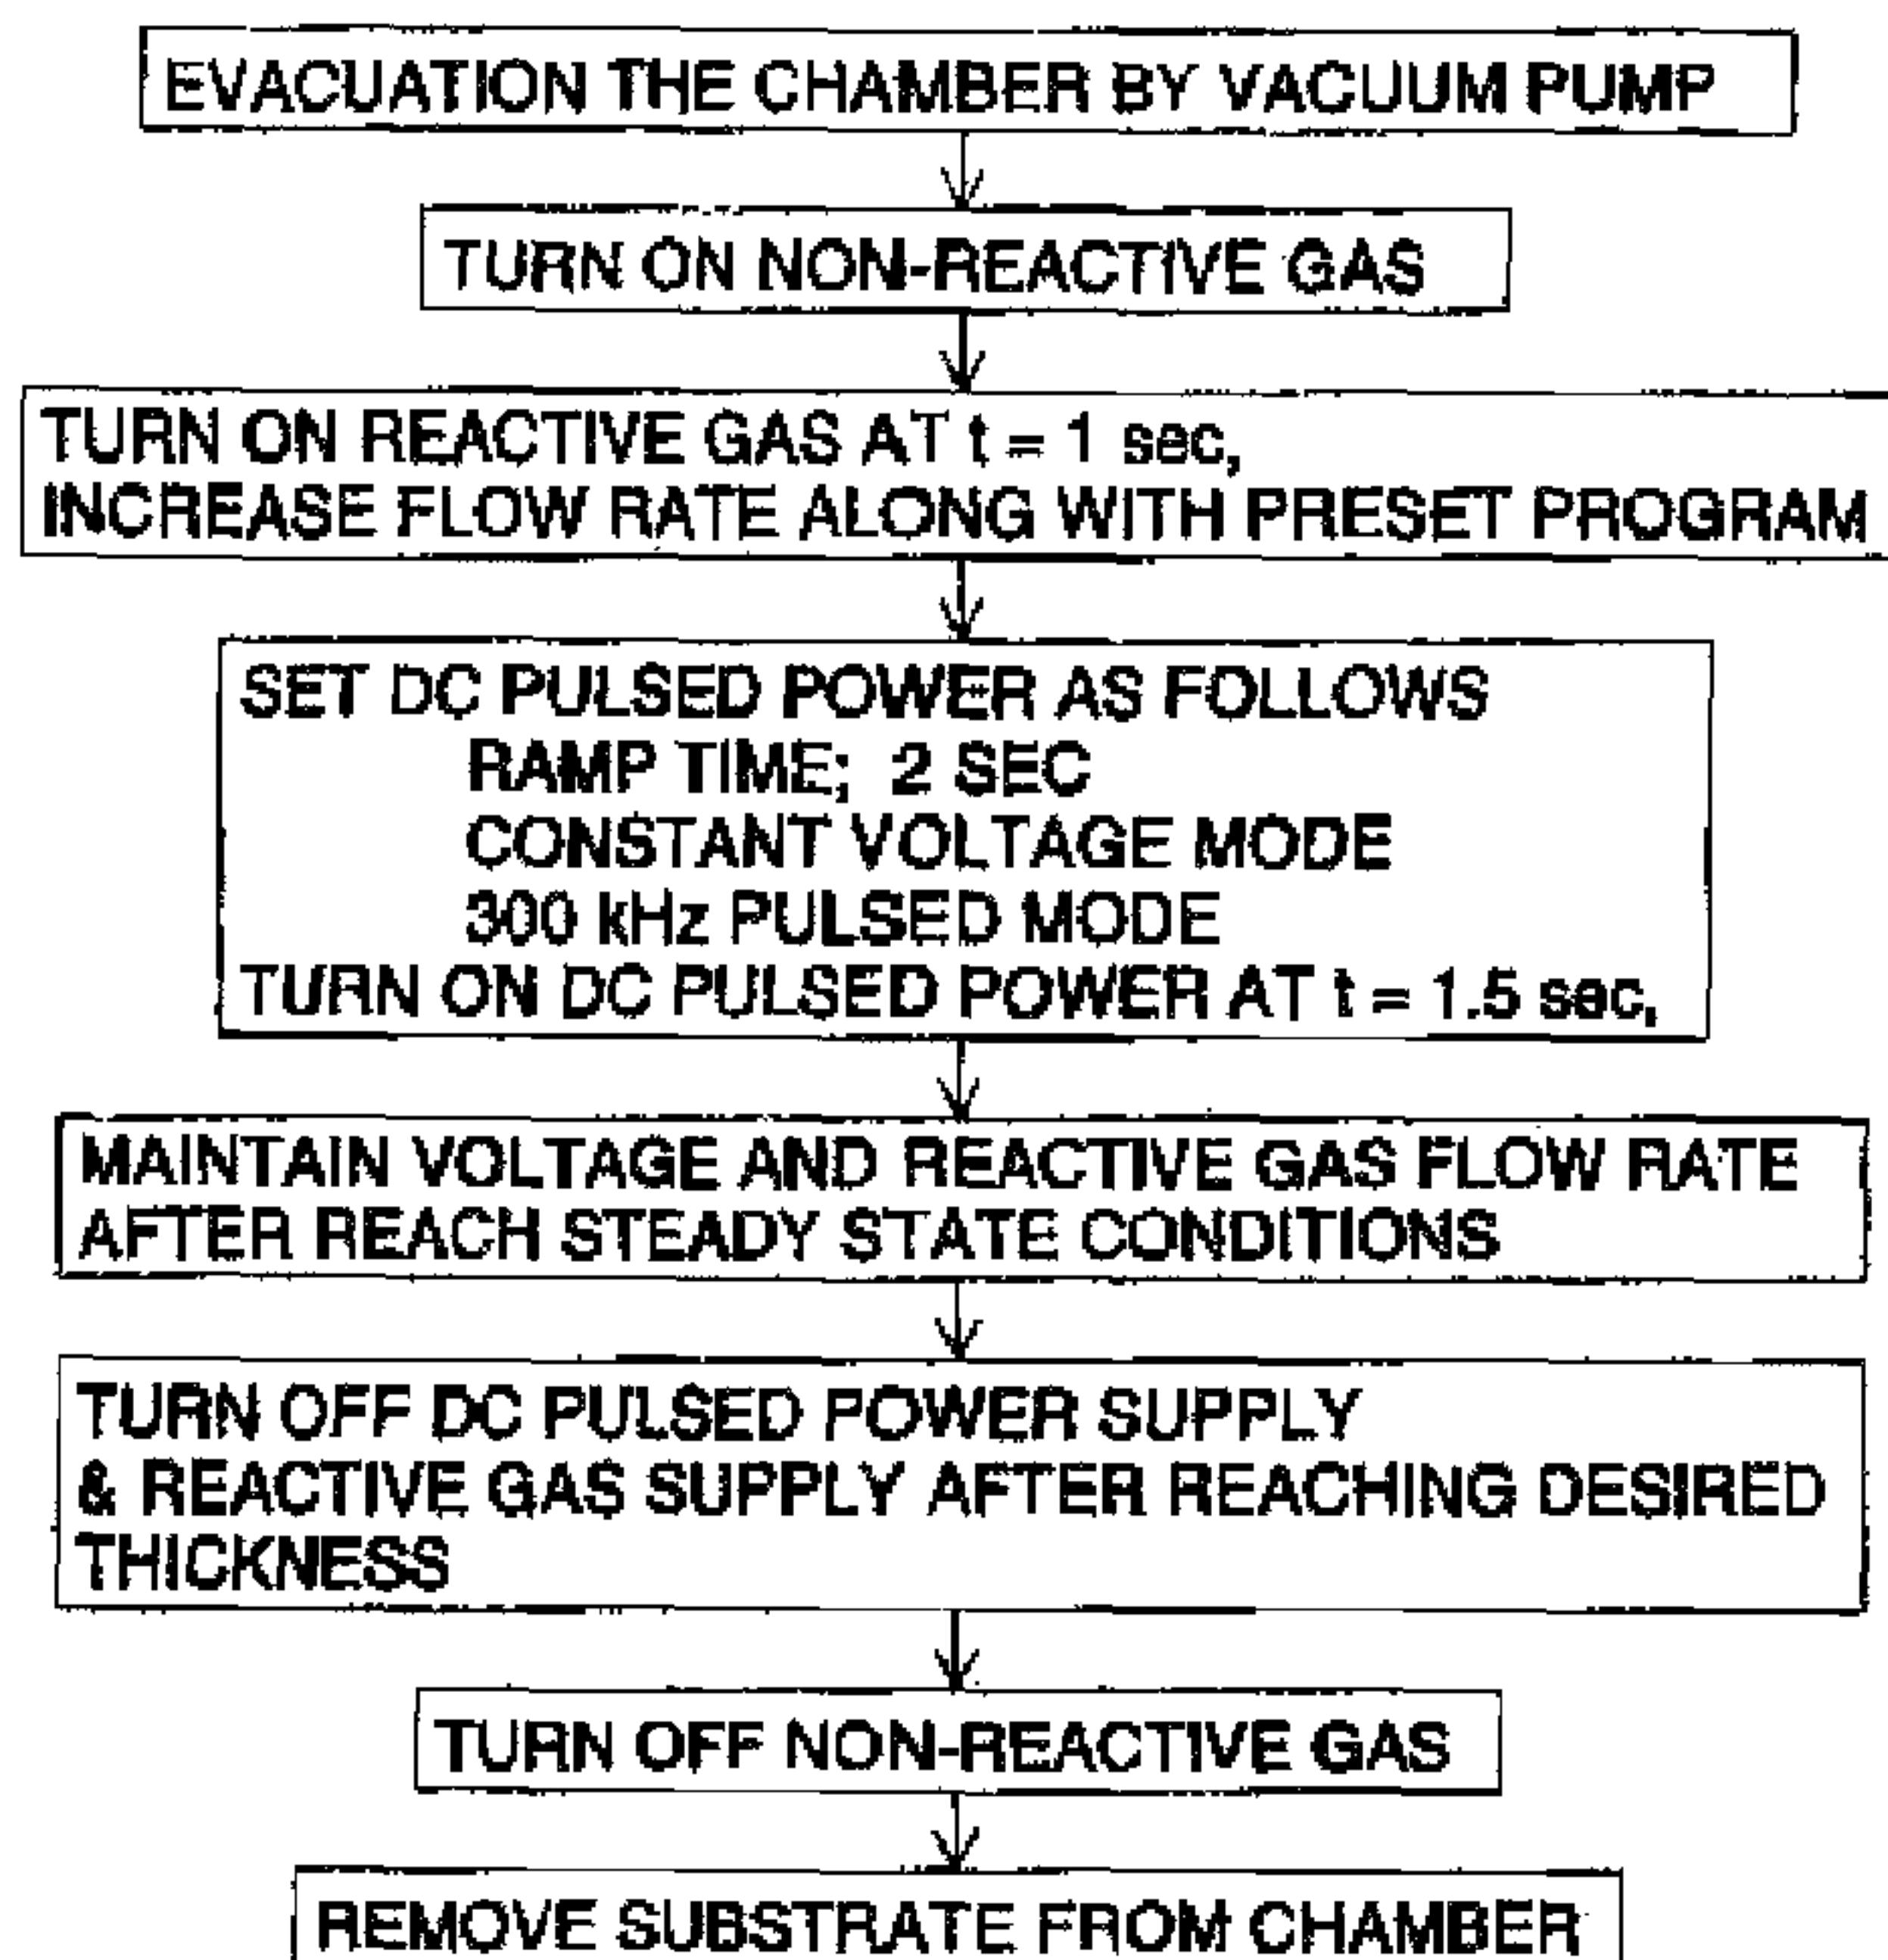 EVACUATION THE CHAMBER BY VACUUM PUMP
TURN ON NON-REACTIVE GAS
TURN ON REACTIVE GAS AT t = 1 sec,
INCREASE FLOW RATE ALONG WITH PRESET PROGRAM
SET DC PULSED POWER AS FOLLOWS
RAMP TIME; 2 SEC
CONSTANT VOLTAGE MODE
300 kHz PULSED MODE
TURN ON DC PULSED POWER AT t = 1.5 sec,
MAINTAIN VOLTAGE AND REACTIVE GAS FLOW RATE
AFTER REACH STEADY STATE CONDITIONS
TURN OFF DC PULSED POWER SUPPLY
& REACTIVE GAS SUPPLY AFTER REACHING DESIRED
THICKNESS
TURN OFF NON-REACTIVE GAS
REMOVE SUBSTRATE FROM CHAMBER